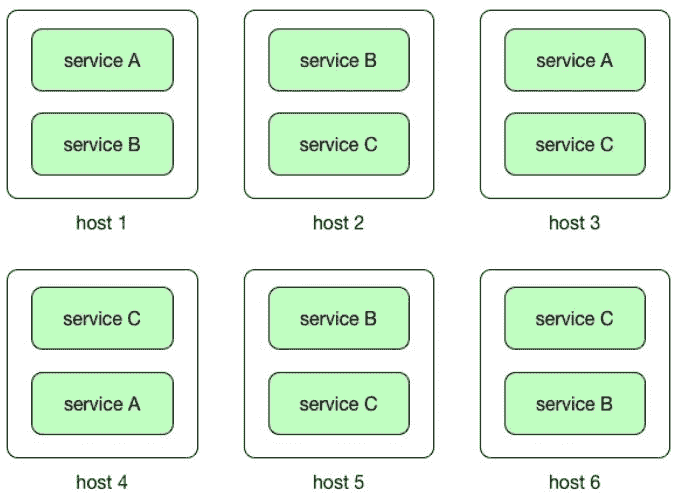 service A
service B
host 1
service B
service C
host 2
service A
service C
host 3
service C
service A
host 4
service B
service C
host 5
service C
service B
host 6